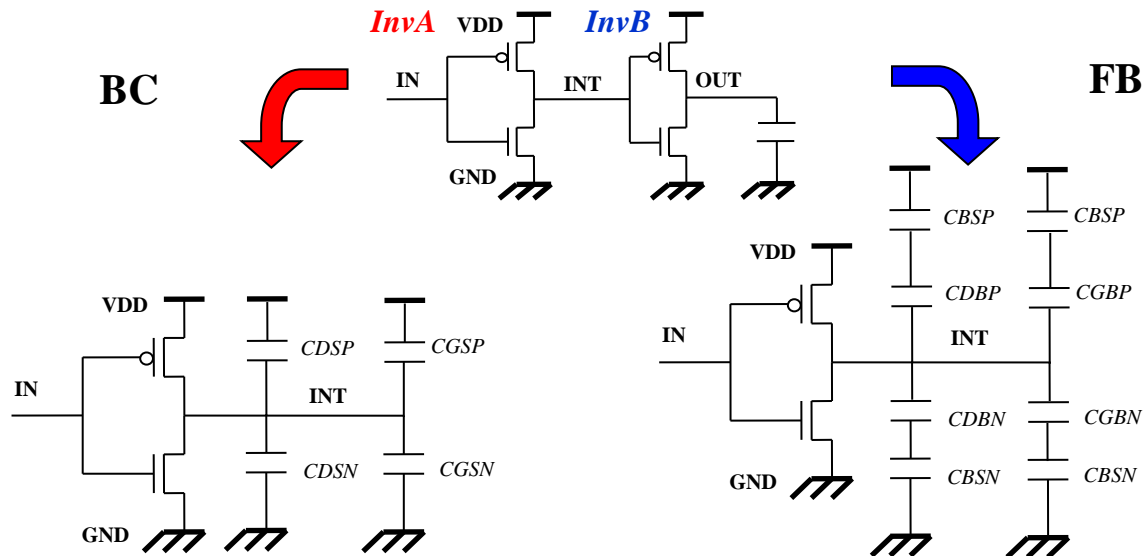 InvA
VDD
InvB
BC
IN
INT
OUT
FB
GND
CBSP
CBSP
VDD
CDBP
CGBP
VDD
IN
INT
CDSP
CGSP
IN
INT
CDBN
CGBN
CDSN
CGSN
GND
CBSN
CBSN
GND